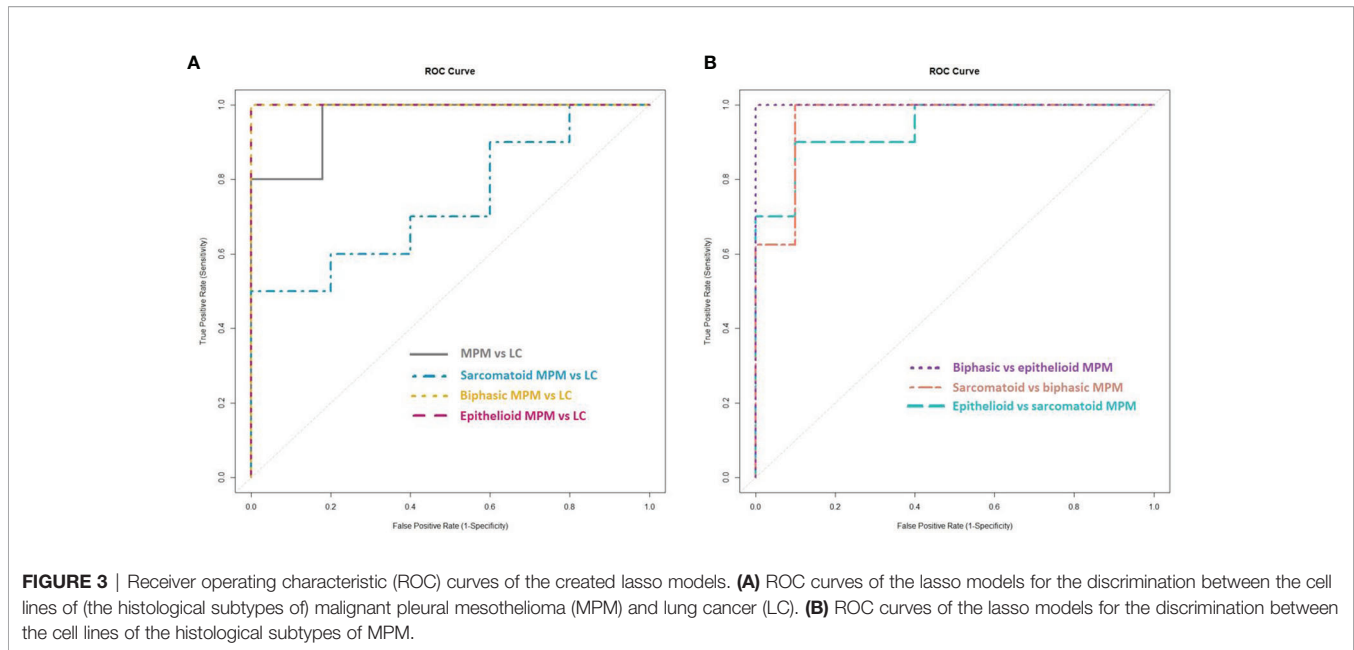 A
ROC Curve
True Positive Rate (Sensitivity)
1.0
0.8
0.6
0.4
0.2
0.0
MPM vs LC
Sarcomatoid MPM vs LC
Biphasic MPM vs LC
Epithelioid MPM vs LC
0.0 0.2 0.4 0.6 0.8 1.0
False Positive Rate (1-Specificity)
B
ROC Curve
True Positive Rate (Sensitivity)
1.0
0.8
0.6
0.4
0.2
0.0
Biphasic vs epithelioid MPM
Sarcomatoid vs biphasic MPM
Epithelioid vs sarcomatoid MPM
0.0 0.2 0.4 0.6 0.8 1.0
False Positive Rate (1-Specificity)
FIGURE 3 | Receiver operating characteristic (ROC) curves of the created lasso models. (A) ROC curves of the lasso models for the discrimination between the cell
lines of (the histological subtypes of) malignant pleural mesothelioma (MPM) and lung cancer (LC). (B) ROC curves of the lasso models for the discrimination between
the cell lines of the histological subtypes of MPM.